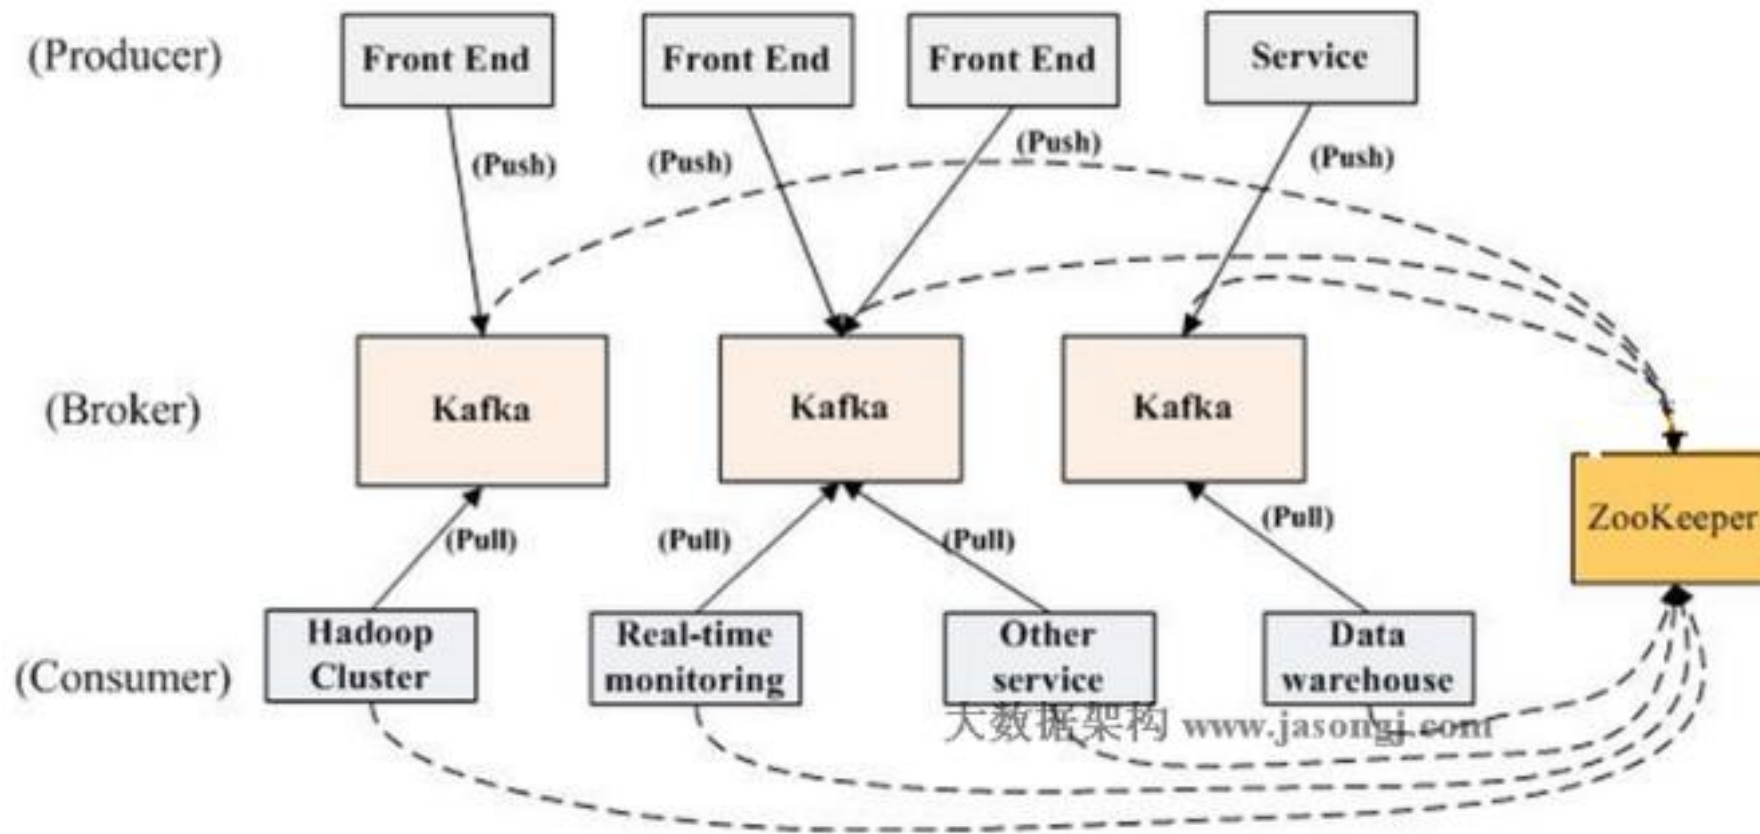 (Producer)
Front End
Front End
Front End
Service
(Push)
(Push)
(Push)
(Push)
(Broker)
Kafka
Kafka
Kafka
ZooKeeper
(Pull)
(Pull)
(Pull)
(Pull)
(Consumer)
Hadoop
Cluster
Real-time
monitoring
Other
service
Data
warehouse
大数据架构 www.jasongj.com